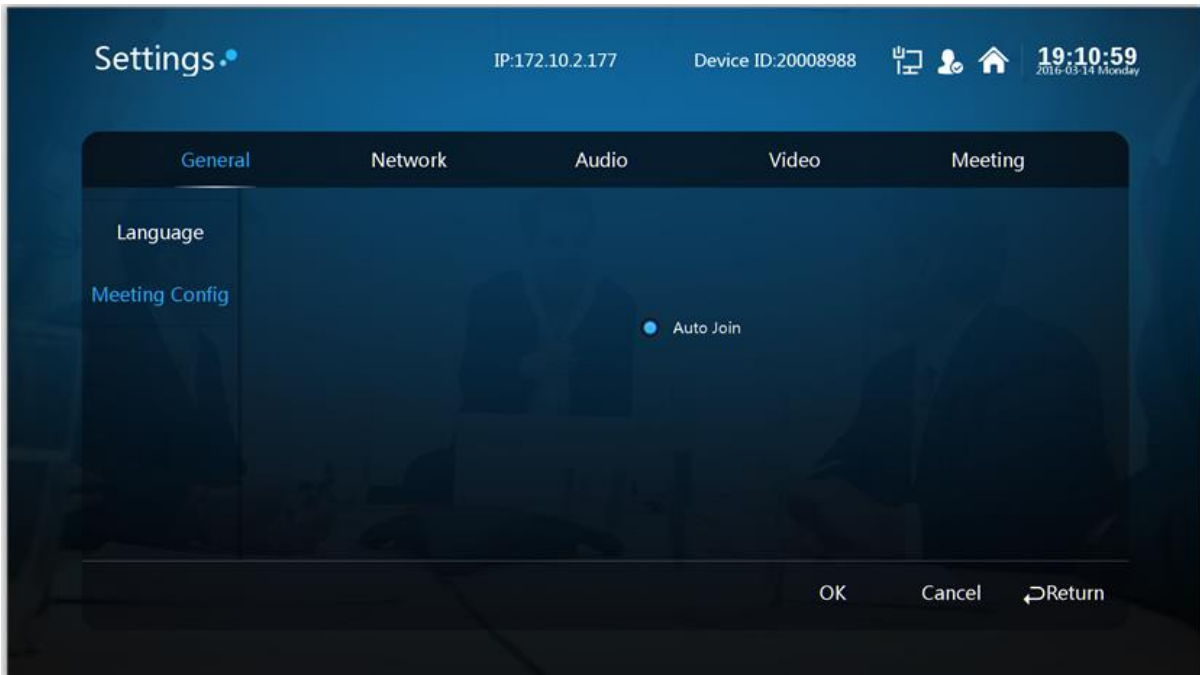 Settings
IP:172.10.2.177
Device ID:20008988
19:10:59
2016-03-14 Monday
General Network Audio Video Meeting
Language
Meeting Config
Auto Join
OK Cancel Return